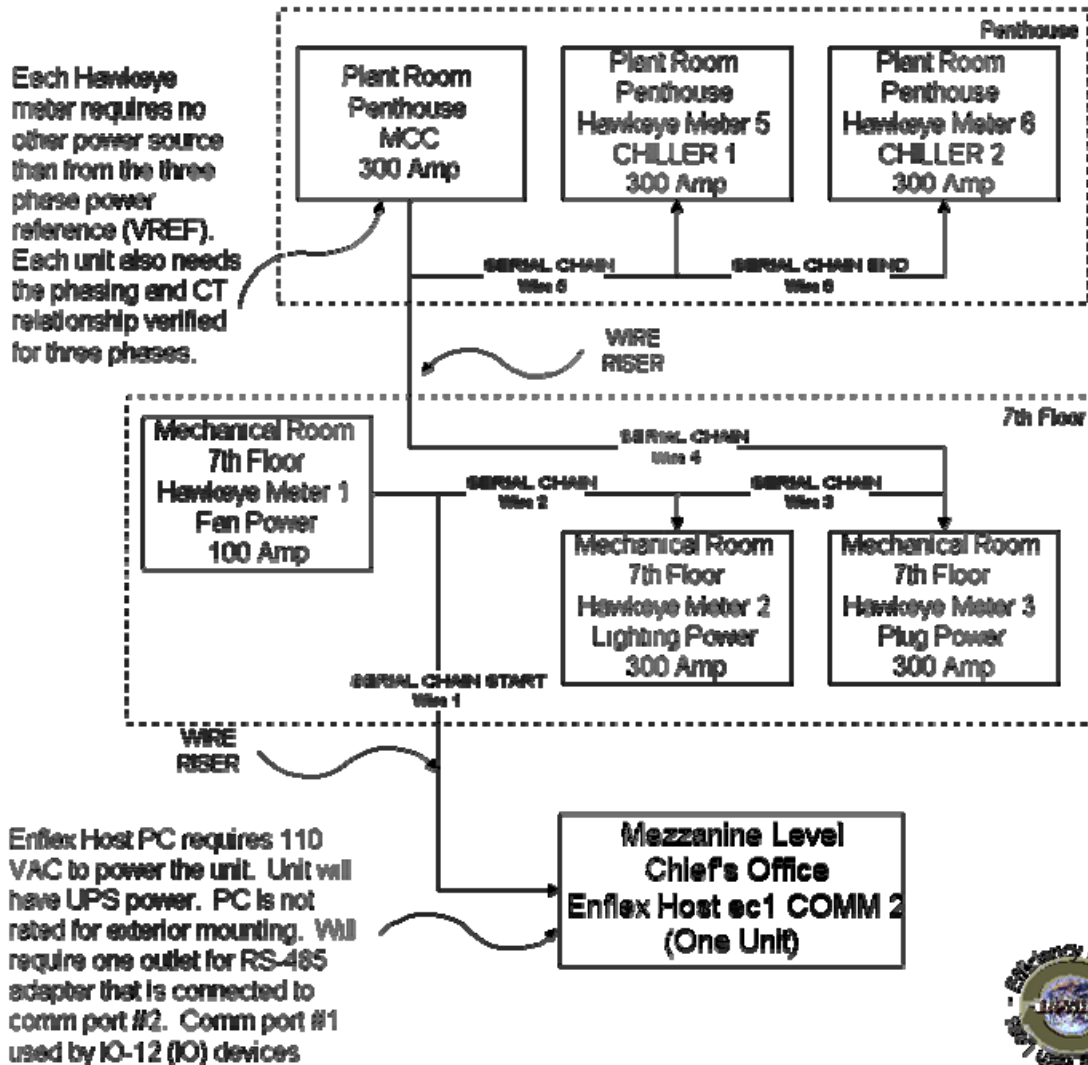 Penthouse
Each Hawkeye
meter requires no
other power source
than from the three
phase power
reference (VREF).
Each unit also needs
the phasing and CT
relationship verified
for three phases.
Plant Room
Penthouse
MCC
300 Amp
Plant Room
Penthouse
Hawkeye Meter 5
CHILLER 1
300 Amp
Plant Room
Penthouse
Hawkeye Meter 6
CHILLER 2
300 Amp
SERIAL CHAIN
Wire 5
SERIAL CHAIN END
Wire 6
WIRE
RISER
7th Floor
Mechanical Room
7th Floor
Hawkeye Meter 1
Fan Power
100 Amp
SERIAL CHAIN
Wire 4
SERIAL CHAIN
Wire 2
SERIAL CHAIN
Wire 3
Mechanical Room
7th Floor
Hawkeye Meter 2
Lighting Power
300 Amp
Mechanical Room
7th Floor
Hawkeye Meter 3
Plug Power
300 Amp
SERIAL CHAIN START
Wire 1
WIRE
RISER
Enflex Host PC requires 110
VAC to power the unit. Unit will
have UPS power. PC is not
rated for exterior mounting. Will
require one outlet for RS-485
adapter that is connected to
comm port #2. Comm port #1
used by IO-12 (IO) devices
Mezzanine Level
Chief's Office
Enflex Host ec1 COMM 2
(One Unit)